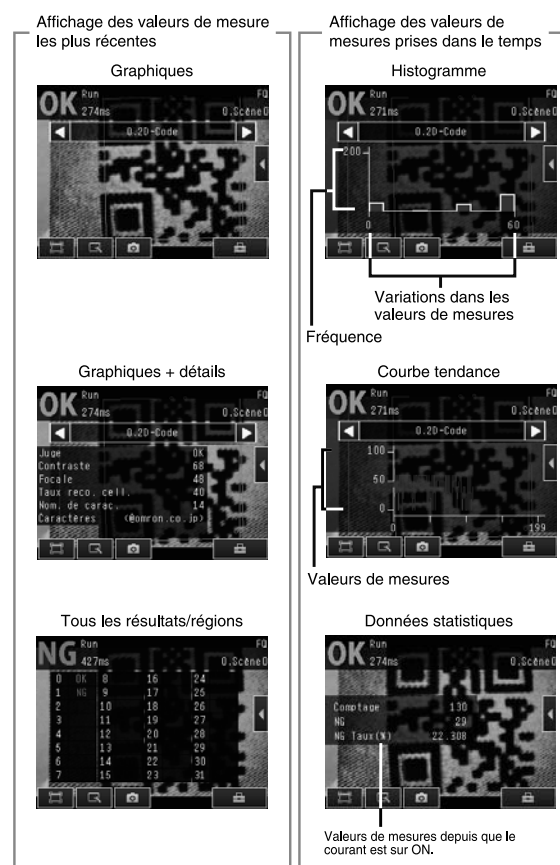 Affichage des valeurs de mesure
les plus récentes
Graphiques
OK Run FQ
274ms 0.Scène0
0.2D-Code
Graphiques + détails
OK Run FQ
274ms 0.Scène0
0.2D-Code
Juge OK
Contraste 68
Focale 48
Taux reco. cell. 40
Nom. de carac. 14
Caractères (@omron.co.jp)
Tous les résultats/régions
NG Run FQ
427ms 0.Scène0
0 OK 8 16 24
1 NG 9 17 25
2 10 18 26
3 11 19 27
4 12 20 28
5 13 21 29
6 14 22 30
7 15 23 31
Affichage des valeurs de
mesures prises dans le temps
Histogramme
OK Run FQ
271ms 0.Scène0
0.2D-Code
200
0 60
Variations dans les
valeurs de mesures
Fréquence
Courbe tendance
OK Run FQ
271ms 0.Scène0
0.2D-Code
100
50
0
0 199
Valeurs de mesures
Données statistiques
OK Run FQ
274ms 0.Scène0
Comptage 130
NG 29
NG Taux(%) 22.308
Valeurs de mesures depuis que le
courant est sur ON.